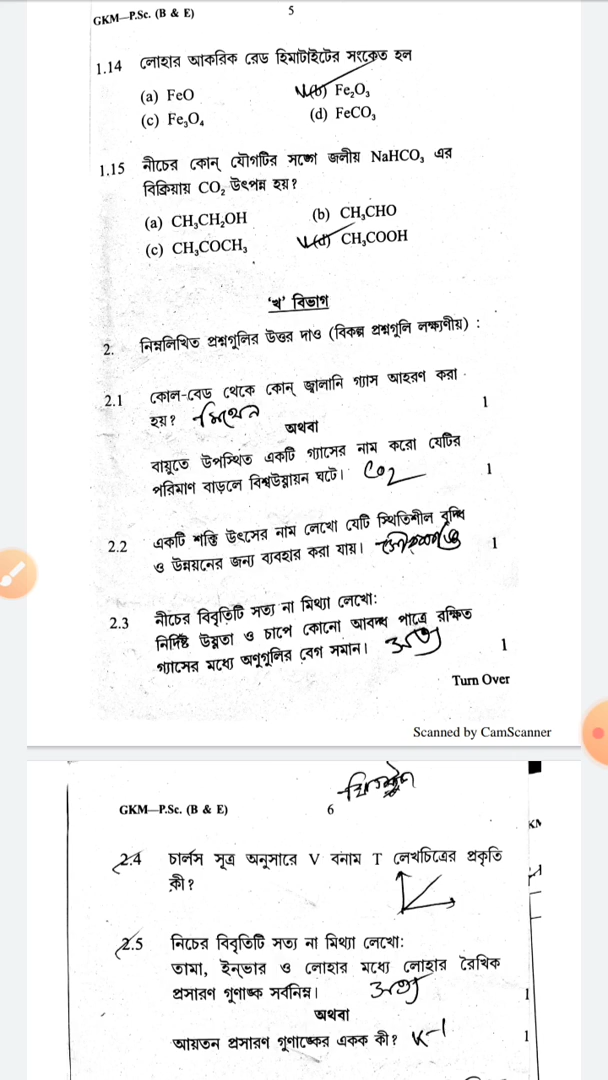 GKM—P.Sc. (B & E)
5
1.14 লোহার আকরিক রেড হিমাটাইটের সংকেত হল
(a) FeO (b) Fe₂O₃
(c) Fe₃O₄ (d) FeCO₃
1.15 নীচের কোন্ যৌগটির সঙ্গে জলীয় NaHCO₃ এর
বিক্রিয়ায় CO₂ উৎপন্ন হয়?
(a) CH₃CH₂OH (b) CH₃CHO
(c) CH₃COCH₃ (d) CH₃COOH
‘খ’ বিভাগ
2. নিম্নলিখিত প্রশ্নগুলির উত্তর দাও (বিকল্প প্রশ্নগুলি লক্ষ্যণীয়) :
2.1 কোল-বেড থেকে কোন্ জ্বালানি গ্যাস আহরণ করা
হয়? মিথেন 1
অথবা
বায়ুতে উপস্থিত একটি গ্যাসের নাম করো যেটির
পরিমাণ বাড়লে বিশ্বউষ্ণায়ন ঘটে। CO2 1
2.2 একটি শক্তি উৎসের নাম লেখো যেটি স্থিতিশীল বৃদ্ধি
ও উন্নয়নের জন্য ব্যবহার করা যায়। 1
2.3 নীচের বিবৃতিটি সত্য না মিথ্যা লেখো:
নির্দিষ্ট উষ্ণতা ও চাপে কোনো আবদ্ধ পাত্রে রক্ষিত
গ্যাসের মধ্যে অণুগুলির বেগ সমান। 1
Turn Over
Scanned by CamScanner
GKM—P.Sc. (B & E)
6
KN
2.4 চার্লস সূত্র অনুসারে V বনাম T লেখচিত্রের প্রকৃতি
কী?
2.5 নিচের বিবৃতিটি সত্য না মিথ্যা লেখো:
তামা, ইন্‌ভার ও লোহার মধ্যে লোহার রৈখিক
প্রসারণ গুণাঙ্ক সর্বনিম্ন। 1
অথবা
আয়তন প্রসারণ গুণাঙ্কের একক কী? K-1 1